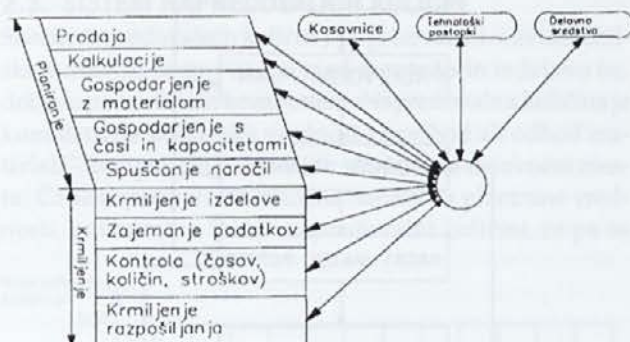 Planiranje
Prodaja
Kalkulacije
Gospodarjenje
z materialom
Gospodarjenje s
časi in kapacitetami
Spuščanje naročil
Krmiljenje
Krmiljenje izdelave
Zajemanje podatkov
Kontrola (časov,
količin, stroškov)
Krmiljenje
razpošiljanja
Kosovnice
Tehnološki
postopki
Delovna
sredstva